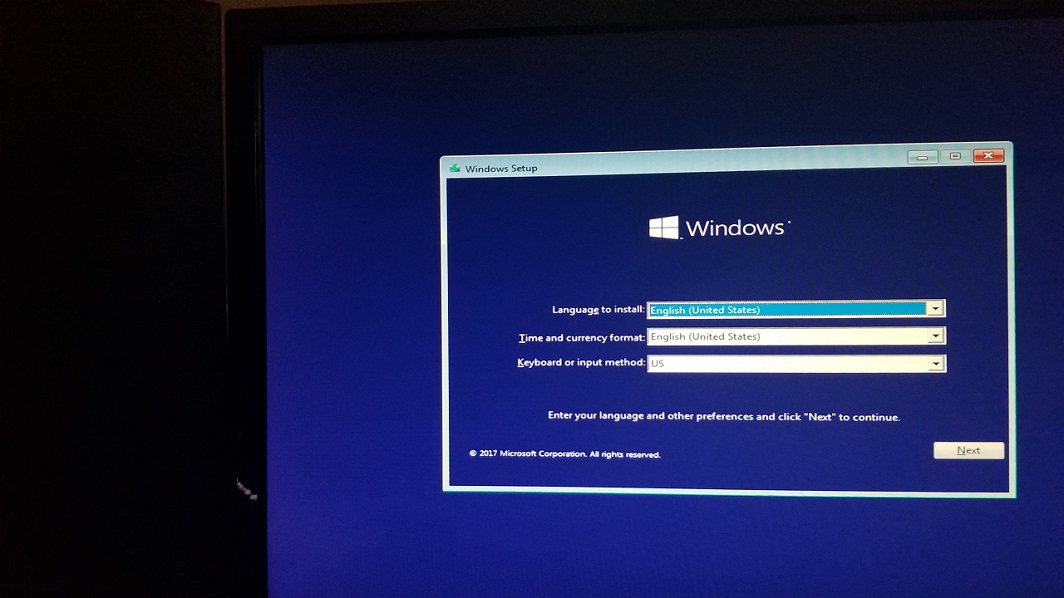 Windows Setup
Windows
Language to install: English (United States)
Time and currency format: English (United States)
Keyboard or input method: US
Enter your language and other preferences and click "Next" to continue.
© 2017 Microsoft Corporation. All rights reserved.
Next